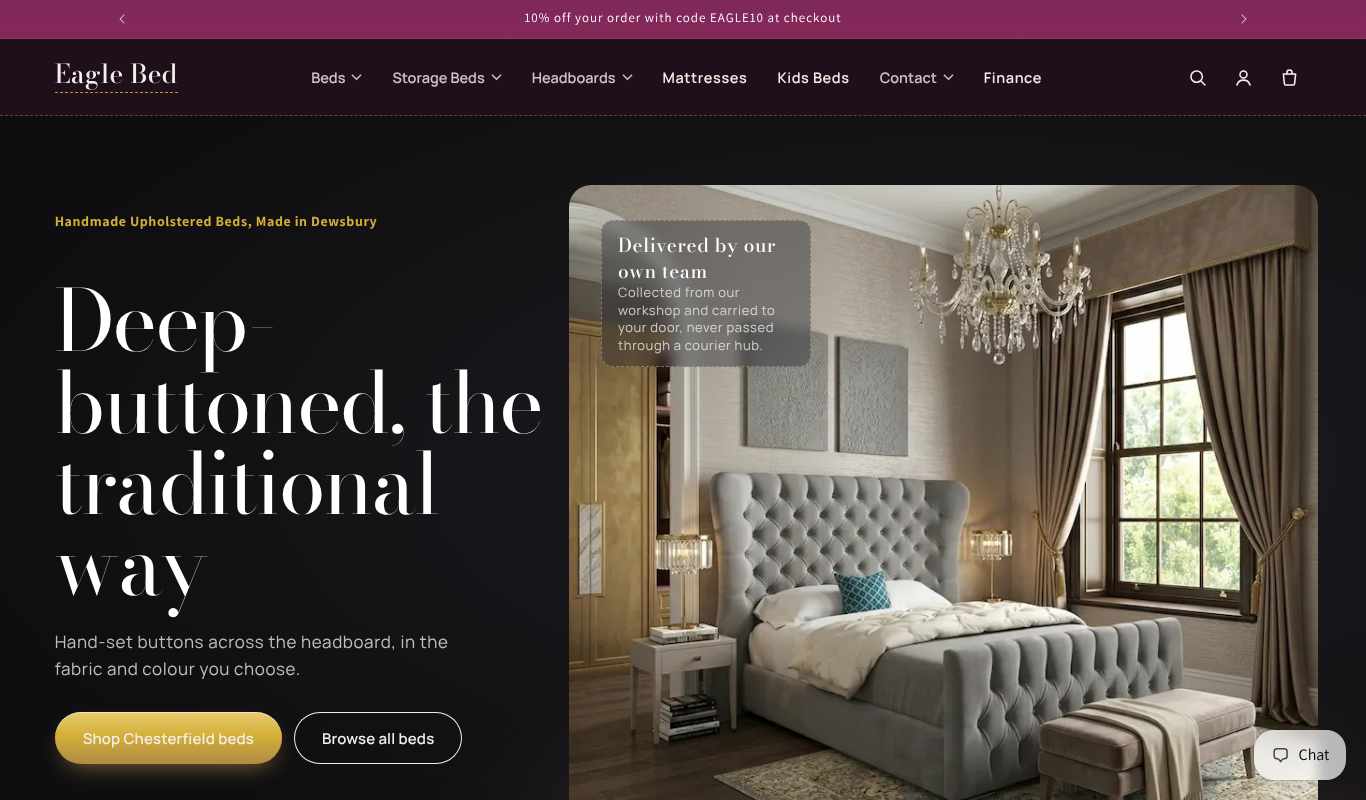 10% off your order with code EAGLE10 at checkout
Eagle Bed
Beds
Storage Beds
Headboards
Mattresses
Kids Beds
Contact
Finance
Handmade Upholstered Beds, Made in Dewsbury
Deep-
buttoned, the
traditional
way
Hand-set buttons across the headboard, in the
fabric and colour you choose.
Shop Chesterfield beds
Browse all beds
Delivered by our
own team
Collected from our
workshop and carried to
your door, never passed
through a courier hub.
Chat